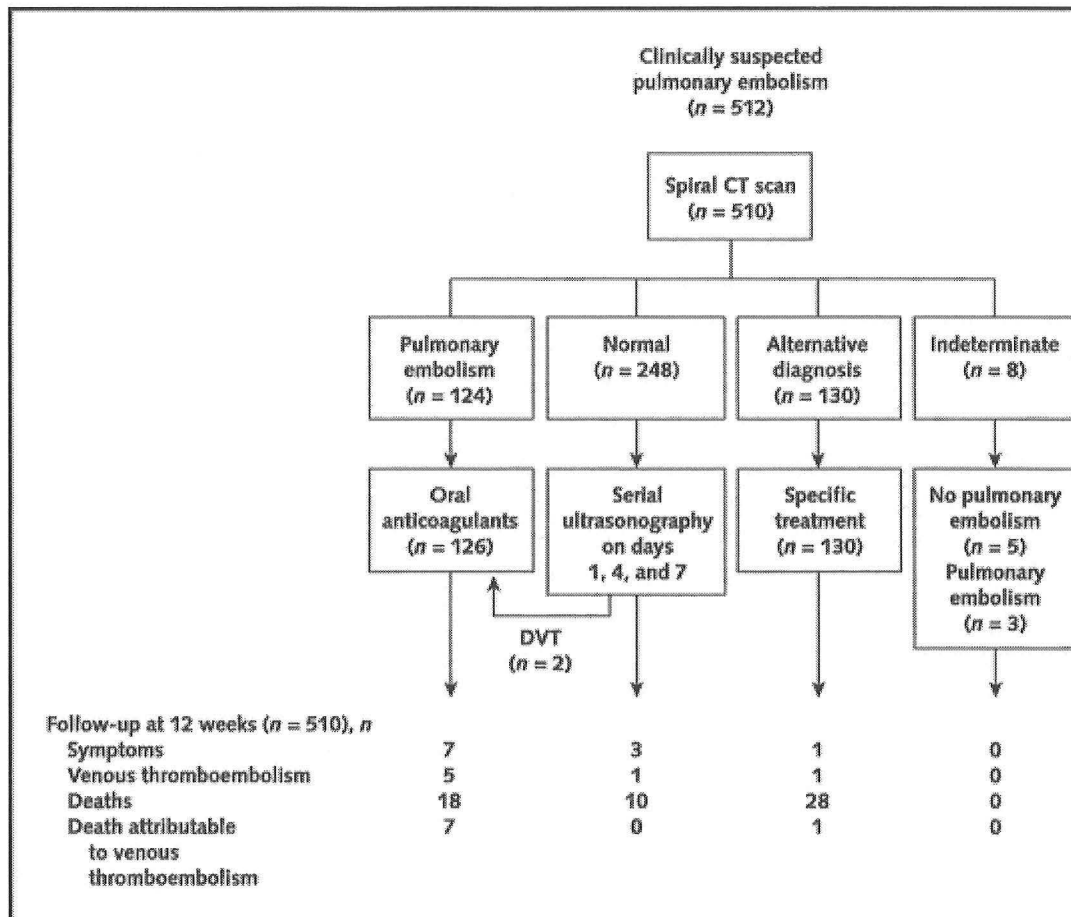 Clinically suspected
pulmonary embolism
(n = 512)
Spiral CT scan
(n = 510)
Pulmonary
embolism
(n = 124)
Normal
(n = 248)
Alternative
diagnosis
(n = 130)
Indeterminate
(n = 8)
Oral
anticoagulants
(n = 126)
Serial
ultrasonography
on days
1, 4, and 7
Specific
treatment
(n = 130)
No pulmonary
embolism
(n = 5)
Pulmonary
embolism
(n = 3)
DVT
(n = 2)
Follow-up at 12 weeks (n = 510), n
Symptoms 7 3 1 0
Venous thromboembolism 5 1 1 0
Deaths 18 10 28 0
Death attributable 7 0 1 0
to venous
thromboembolism